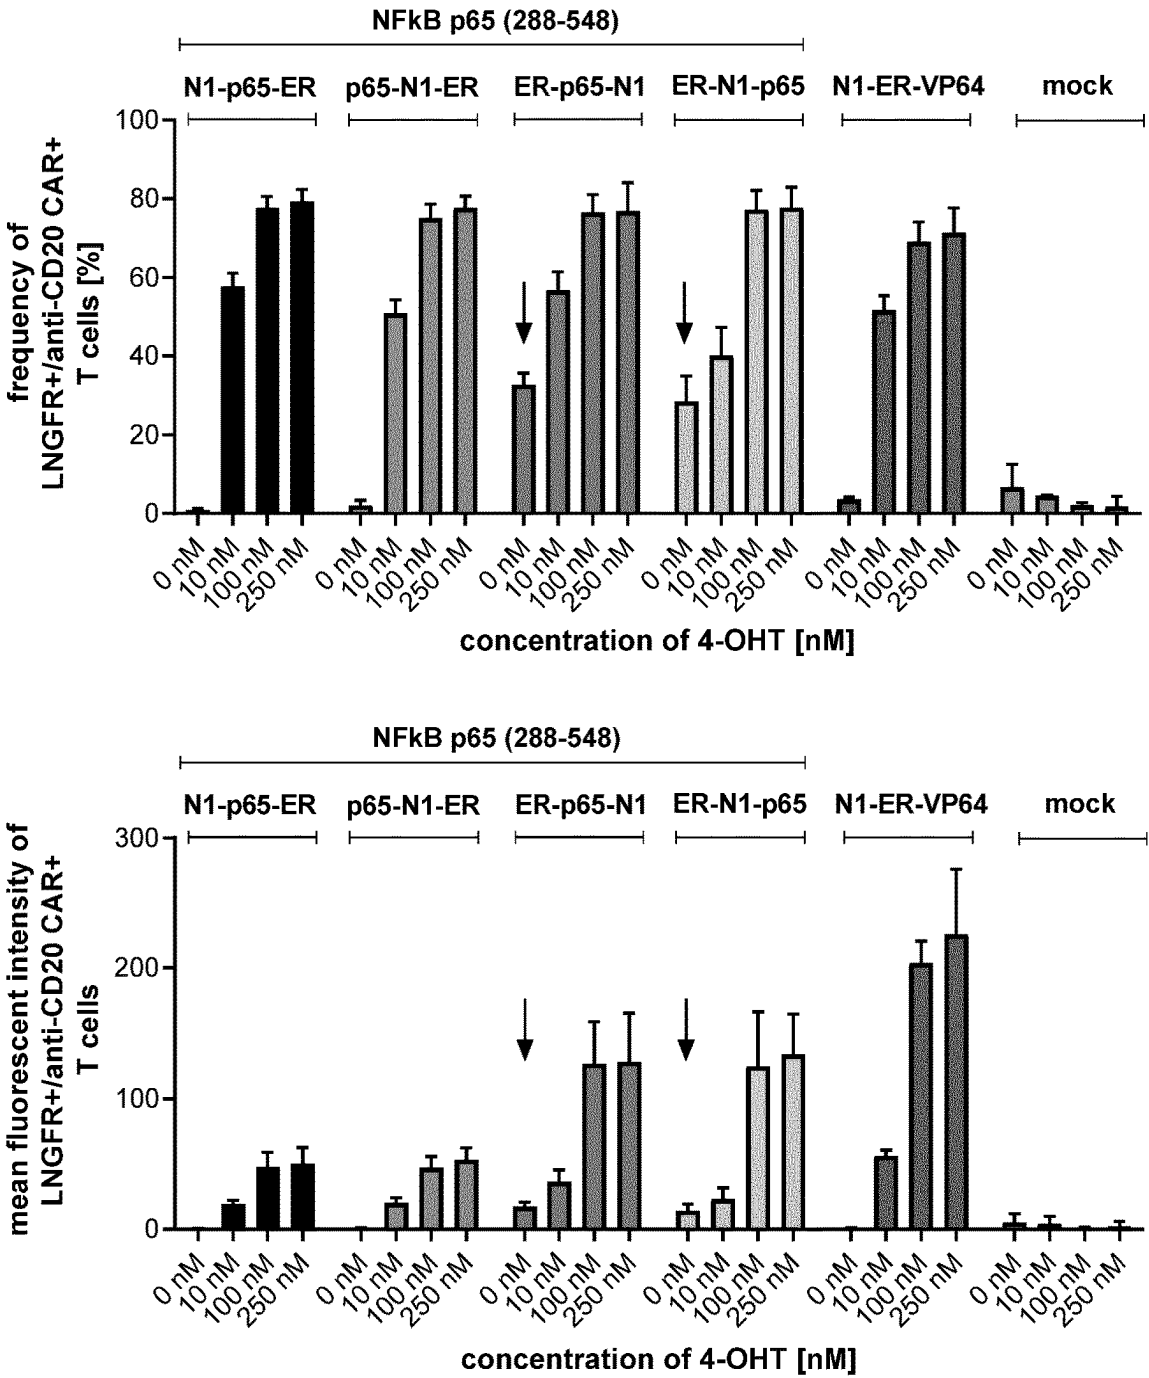 NFkB p65 (288-548)
N1-p65-ER p65-N1-ER ER-p65-N1 ER-N1-p65 N1-ER-VP64 mock
frequency of
LNGFR+/anti-CD20 CAR+
T cells [%]
100
80
60
40
20
0
0 nM 10 nM 100 nM 250 nM 0 nM 10 nM 100 nM 250 nM 0 nM 10 nM 100 nM 250 nM 0 nM 10 nM 100 nM 250 nM 0 nM 10 nM 100 nM 250 nM 0 nM 10 nM 100 nM 250 nM
concentration of 4-OHT [nM]
NFkB p65 (288-548)
N1-p65-ER p65-N1-ER ER-p65-N1 ER-N1-p65 N1-ER-VP64 mock
mean fluorescent intensity of
LNGFR+/anti-CD20 CAR+
T cells
300
200
100
0
0 nM 10 nM 100 nM 250 nM 0 nM 10 nM 100 nM 250 nM 0 nM 10 nM 100 nM 250 nM 0 nM 10 nM 100 nM 250 nM 0 nM 10 nM 100 nM 250 nM 0 nM 10 nM 100 nM 250 nM
concentration of 4-OHT [nM]